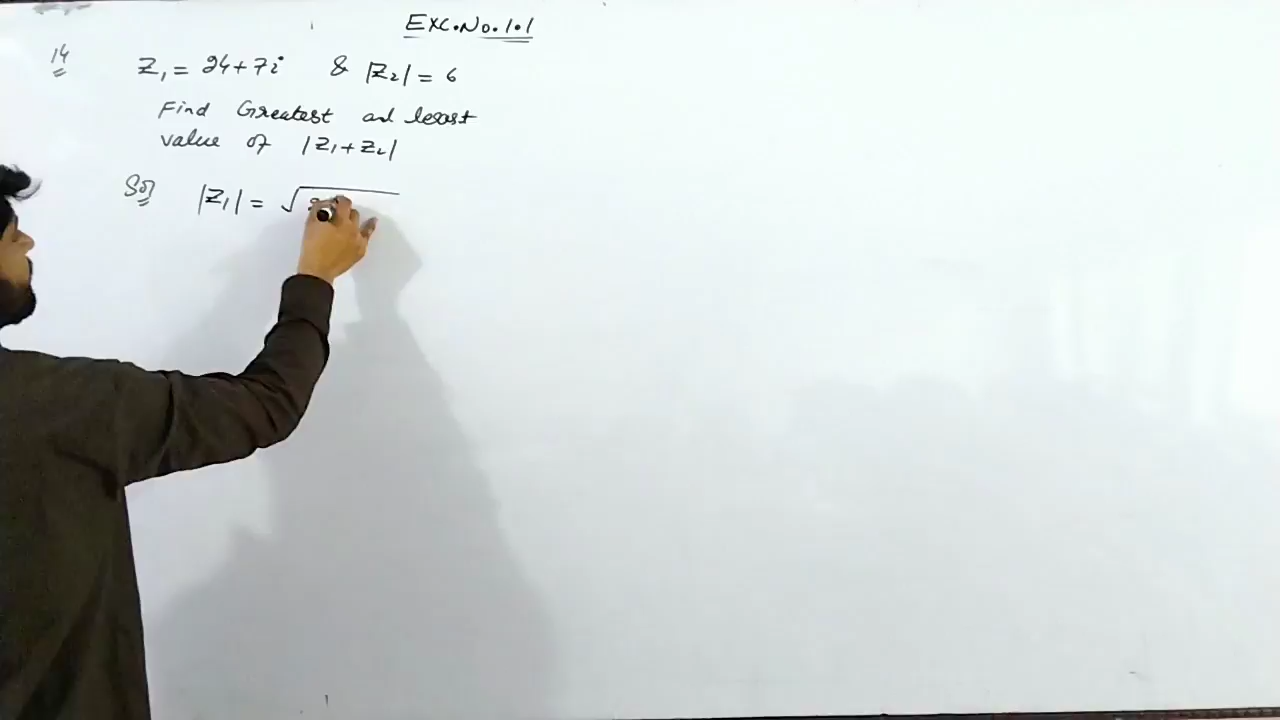 Exc.No.1.1
14
Z₁ = 24+7i & |Z₂| = 6
Find Greatest and least
value of |Z₁+Z₂|
Sol |Z₁| = √